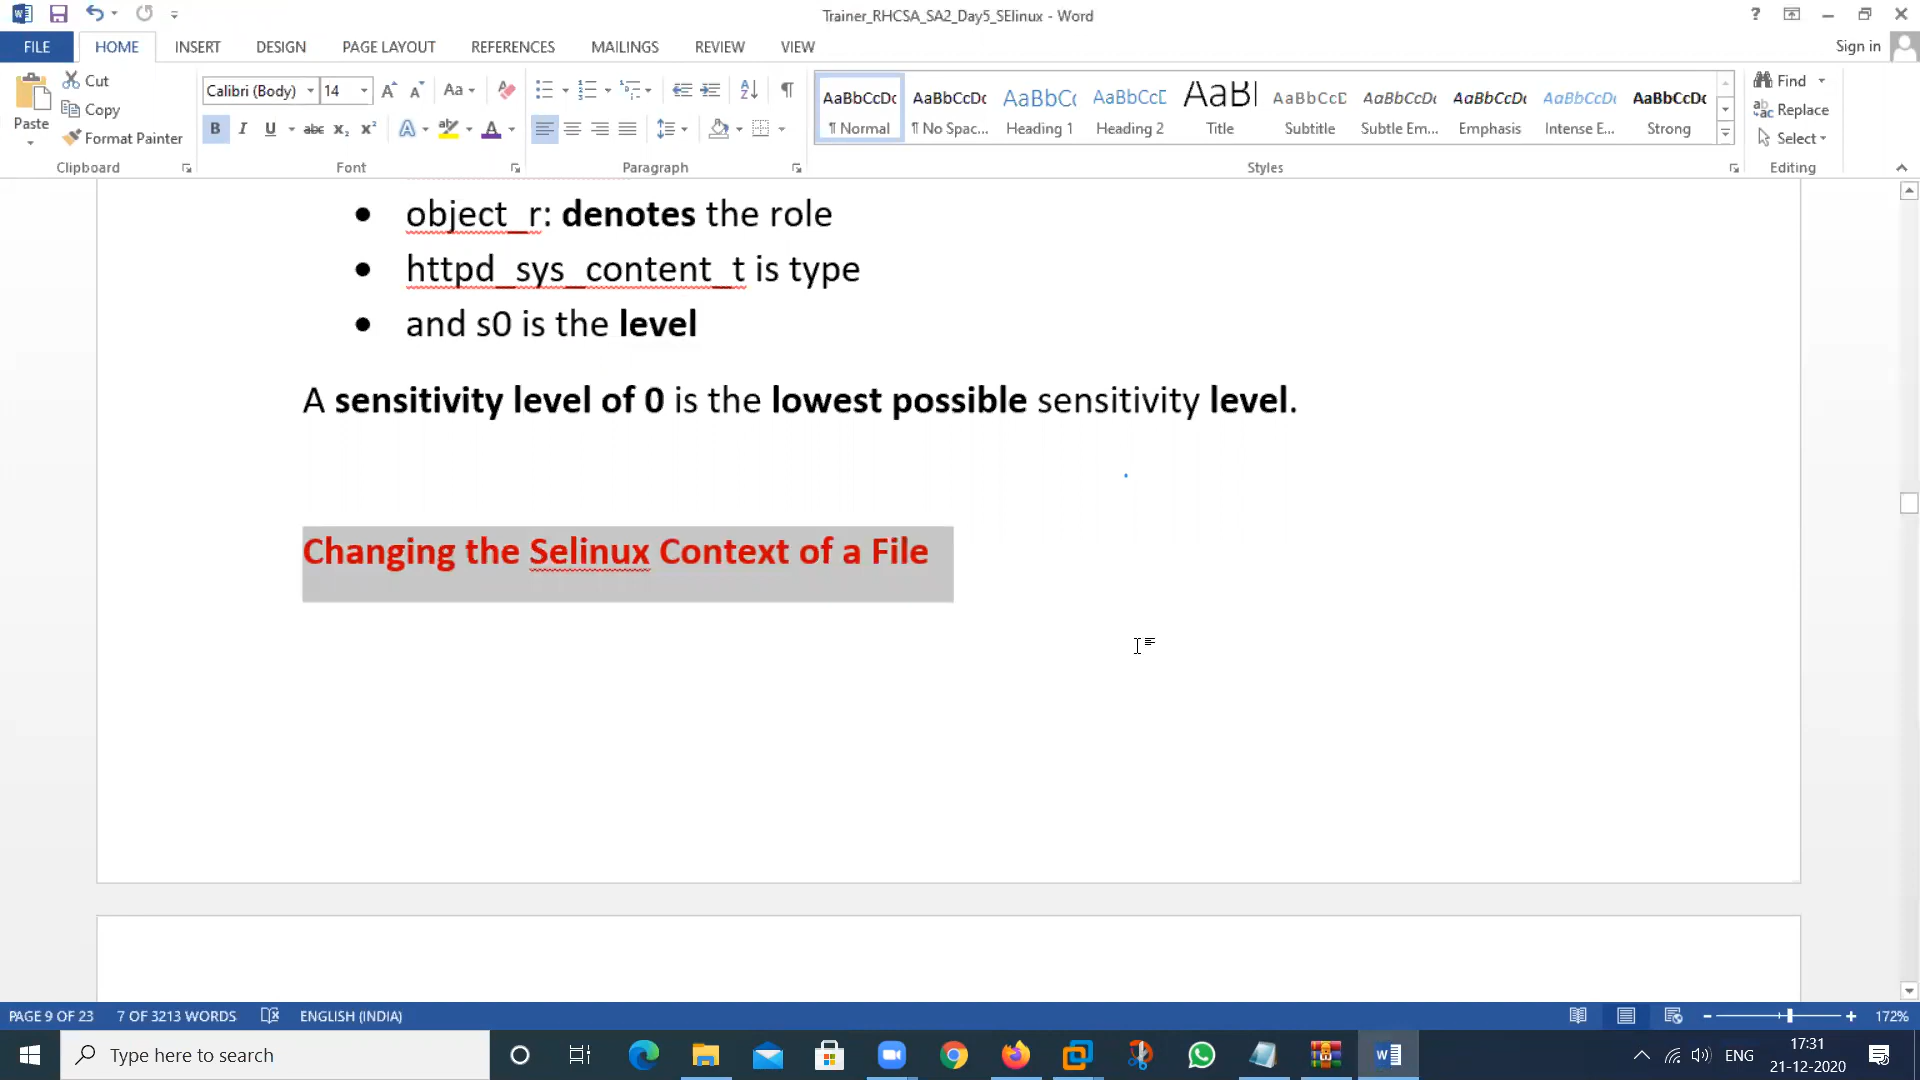 Trainer_RHCSA_SA2_Day5_SElinux - Word
?
FILE HOME INSERT DESIGN PAGE LAYOUT REFERENCES MAILINGS REVIEW VIEW
Sign in
Paste
Cut
Copy
Format Painter
Clipboard
Calibri (Body) 14
Aa
B I U abc x₂ x²
Font
Paragraph
AaBbCcDc AaBbCcDc AaBbCc AaBbCcD AaBl AaBbCcD AaBbCcDc AaBbCcDc AaBbCcDc AaBbCcDc
¶ Normal ¶ No Spac... Heading 1 Heading 2 Title Subtitle Subtle Em... Emphasis Intense E... Strong
Styles
Find
Replace
Select
Editing
• object_r: denotes the role
• httpd_sys_content_t is type
• and s0 is the level
A sensitivity level of 0 is the lowest possible sensitivity level.
Changing the Selinux Context of a File
PAGE 9 OF 23 7 OF 3213 WORDS ENGLISH (INDIA) 172%
Type here to search
ENG
17:31
21-12-2020